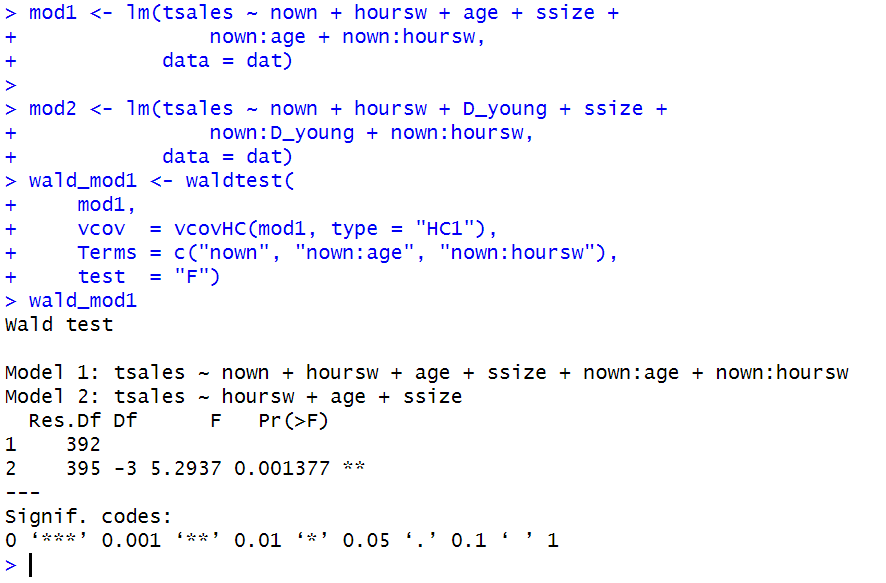 > mod1 <- lm(tsales ~ nown + hoursw + age + ssize +
+                nown:age + nown:hoursw,
+            data = dat)
>
> mod2 <- lm(tsales ~ nown + hoursw + D_young + ssize +
+                nown:D_young + nown:hoursw,
+            data = dat)
> wald_mod1 <- waldtest(
+     mod1,
+     vcov  = vcovHC(mod1, type = "HC1"),
+     Terms = c("nown", "nown:age", "nown:hoursw"),
+     test  = "F")
> wald_mod1
Wald test

Model 1: tsales ~ nown + hoursw + age + ssize + nown:age + nown:hoursw
Model 2: tsales ~ hoursw + age + ssize
  Res.Df Df      F   Pr(>F)
1    392
2    395 -3 5.2937 0.001377 **
---
Signif. codes:
0 ‘***’ 0.001 ‘**’ 0.01 ‘*’ 0.05 ‘.’ 0.1 ‘ ’ 1
>